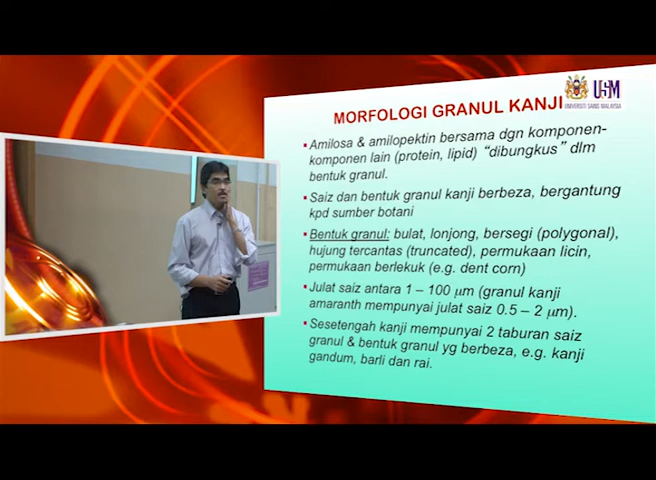 USM
UNIVERSITI SAINS MALAYSIA
MORFOLOGI GRANUL KANJI
▪Amilosa & amilopektin bersama dgn komponen-
komponen lain (protein, lipid) “dibungkus” dlm
bentuk granul.
▪Saiz dan bentuk granul kanji berbeza, bergantung
kpd sumber botani
▪Bentuk granul: bulat, lonjong, bersegi (polygonal),
hujung tercantas (truncated), permukaan licin,
permukaan berlekuk (e.g. dent corn)
▪Julat saiz antara 1 – 100 μm (granul kanji
amaranth mempunyai julat saiz 0.5 – 2 μm).
▪Sesetengah kanji mempunyai 2 taburan saiz
granul & bentuk granul yg berbeza, e.g. kanji
gandum, barli dan rai.